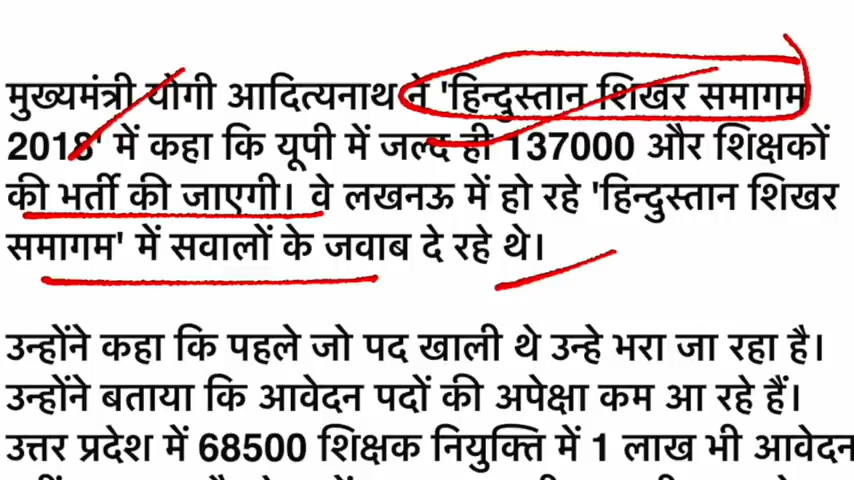 मुख्यमंत्री योगी आदित्यनाथ ने 'हिन्दुस्तान शिखर समागम
2018' में कहा कि यूपी में जल्द ही 137000 और शिक्षकों
की भर्ती की जाएगी। वे लखनऊ में हो रहे 'हिन्दुस्तान शिखर
समागम' में सवालों के जवाब दे रहे थे।
उन्होंने कहा कि पहले जो पद खाली थे उन्हे भरा जा रहा है।
उन्होंने बताया कि आवेदन पदों की अपेक्षा कम आ रहे हैं।
उत्तर प्रदेश में 68500 शिक्षक नियुक्ति में 1 लाख भी आवेदन